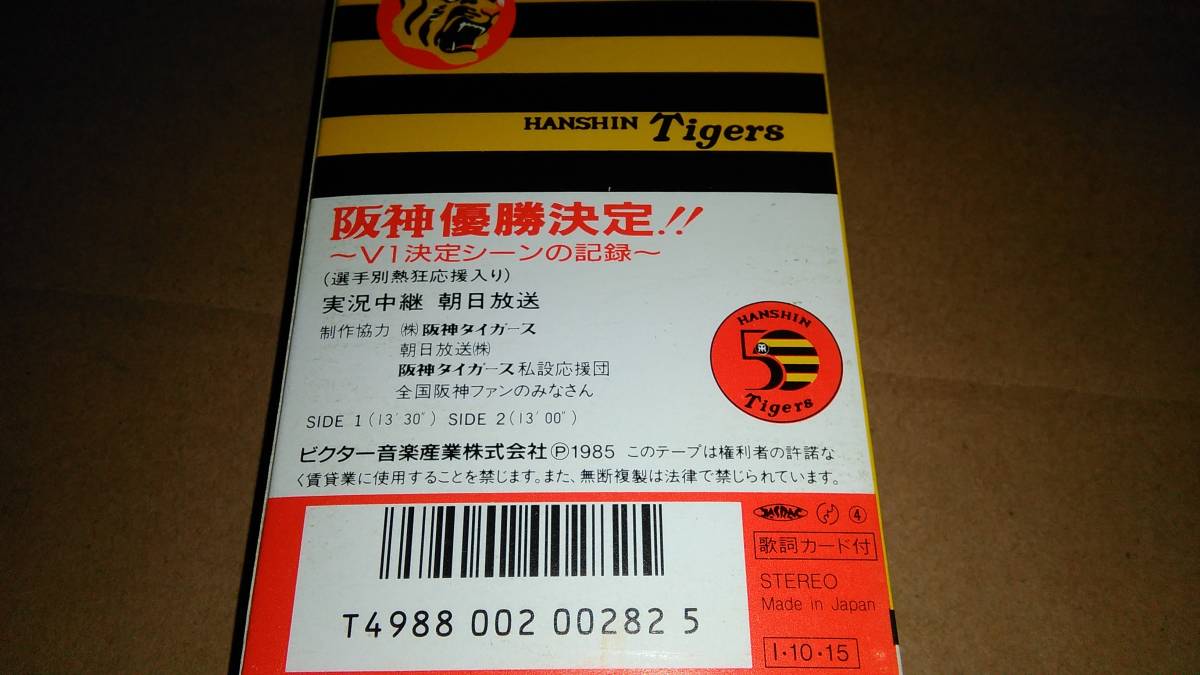 HANSHIN Tigers
阪神優勝決定!!
〜V1決定シーンの記録〜
(選手別熱狂応援入り)
実況中継 朝日放送
制作協力 ㈱阪神タイガース
朝日放送㈱
阪神タイガース私設応援団
全国阪神ファンのみなさん
HANSHIN
50
Tigers
SIDE 1(13′30″) SIDE 2(13′00″)
ビクター音楽産業株式会社Ⓟ1985 このテープは権利者の許諾な
く賃貸業に使用することを禁じます。また、無断複製は法律で禁じられています。
JASRAC ④
歌詞カード付
STEREO
Made in Japan
T4988 002 00282 5
I·10·15